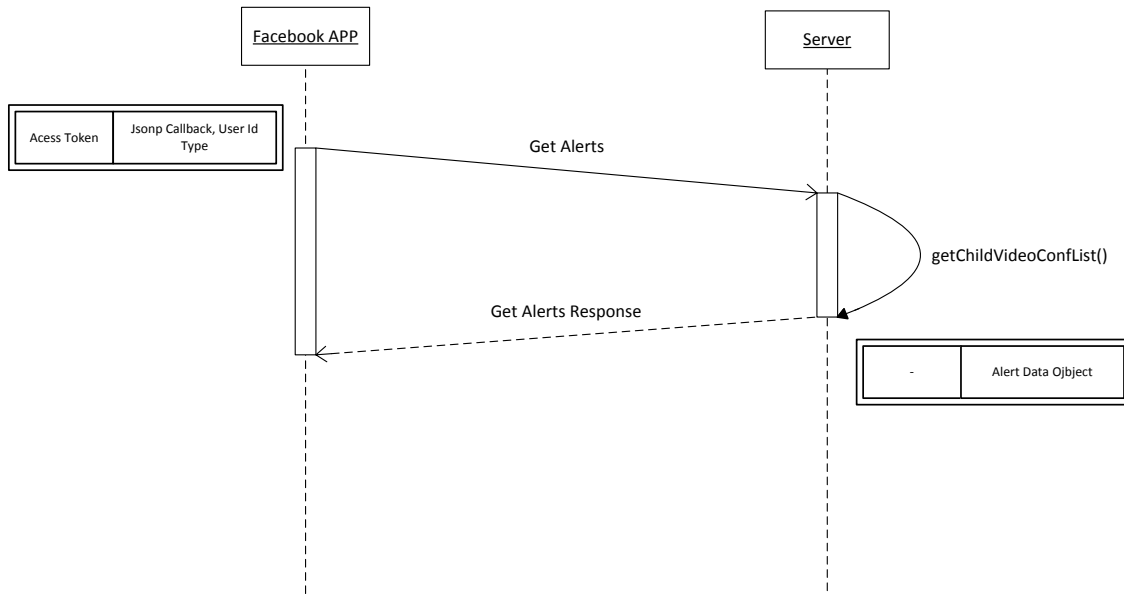 Facebook APP
Server
Acess Token
Jsonp Callback, User Id
Type
Get Alerts
getChildVideoConfList()
Get Alerts Response
-
Alert Data Ojbject